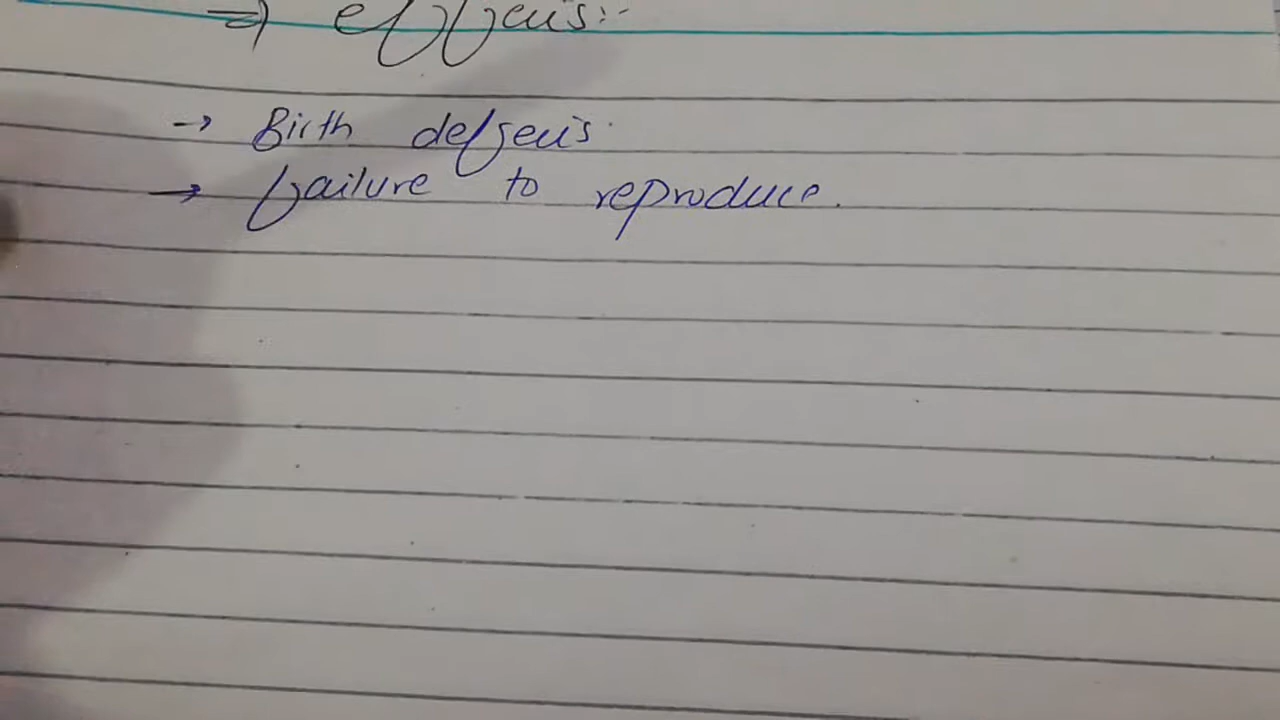 ⇒ effects:-
→ Birth defects.
→ failure to reproduce.